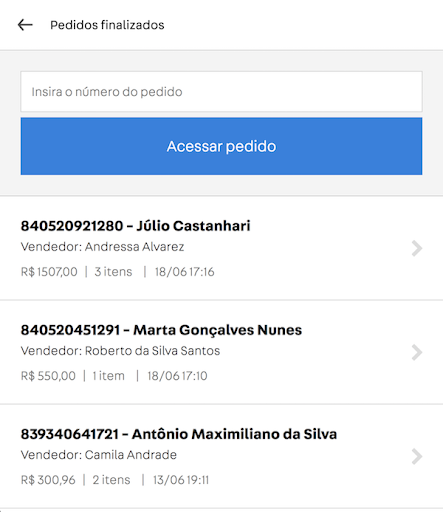 Pedidos finalizados
Insira o número do pedido
Acessar pedido
840520921280 - Júlio Castanhari
Vendedor: Andressa Alvarez
R$ 1507,00 | 3 itens | 18/06 17:16
840520451291 - Marta Gonçalves Nunes
Vendedor: Roberto da Silva Santos
R$ 550,00 | 1 item | 18/06 17:10
839340641721 - Antônio Maximiliano da Silva
Vendedor: Camila Andrade
R$ 300,96 | 2 itens | 13/06 19:11